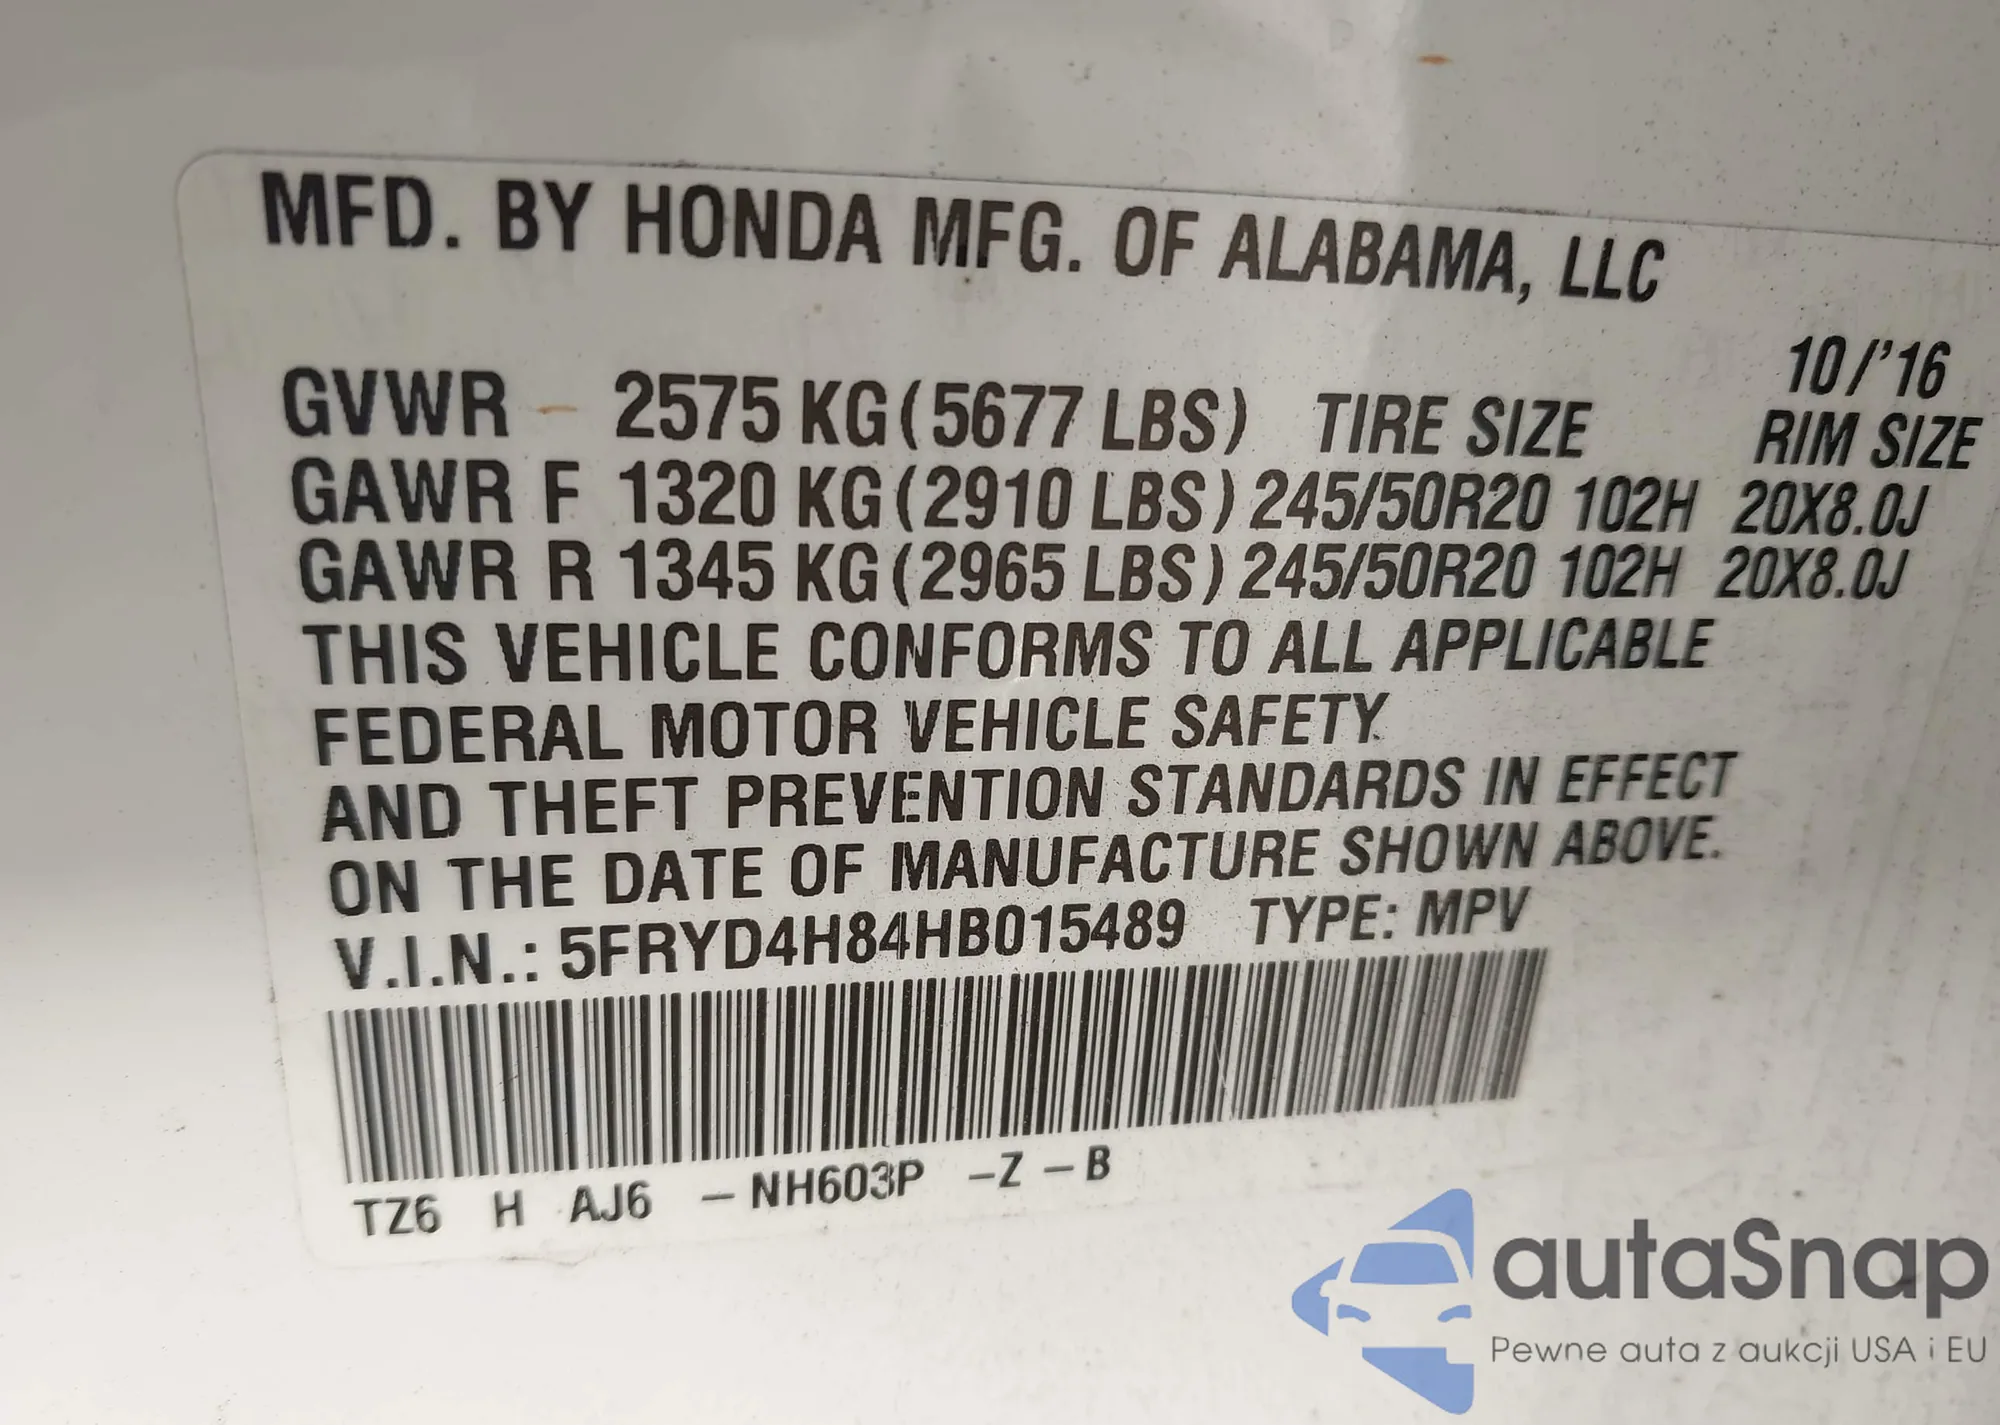 MFD. BY HONDA MFG. OF ALABAMA, LLC
10/'16
GVWR - 2575 KG (5677 LBS) TIRE SIZE RIM SIZE
GAWR F 1320 KG (2910 LBS) 245/50R20 102H 20X8.0J
GAWR R 1345 KG (2965 LBS) 245/50R20 102H 20X8.0J
THIS VEHICLE CONFORMS TO ALL APPLICABLE
FEDERAL MOTOR VEHICLE SAFETY
AND THEFT PREVENTION STANDARDS IN EFFECT
ON THE DATE OF MANUFACTURE SHOWN ABOVE.
V.I.N.: 5FRYD4H84HB015489 TYPE: MPV
TZ6 H AJ6 – NH603P –Z – B
autaSnap
Pewne auta z aukcji USA i EU